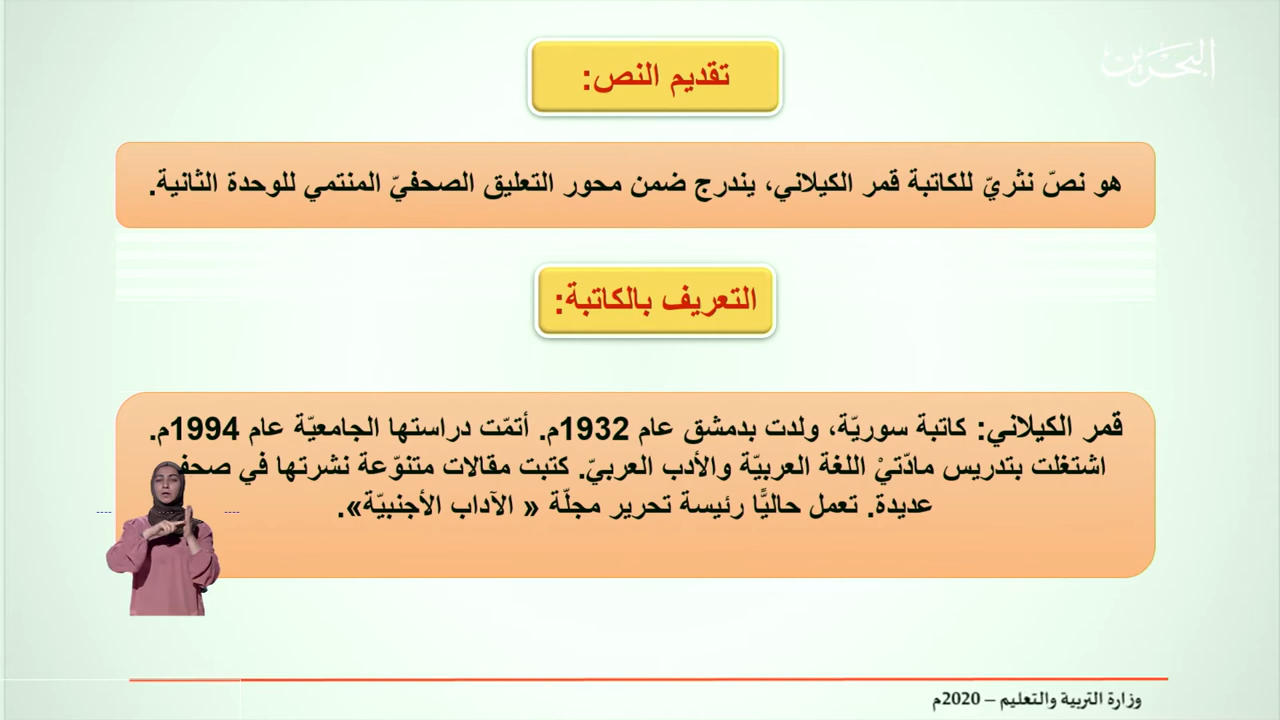 البحرين
تقديم النص:
هو نصّ نثريّ للكاتبة قمر الكيلاني، يندرج ضمن محور التعليق الصحفيّ المنتمي للوحدة الثانية.
التعريف بالكاتبة:
قمر الكيلاني: كاتبة سوريّة، ولدت بدمشق عام 1932م. أتمّت دراستها الجامعيّة عام 1994م.
اشتغلت بتدريس مادّتيْ اللغة العربيّة والأدب العربيّ. كتبت مقالات متنوّعة نشرتها في صحف
عديدة. تعمل حاليًّا رئيسة تحرير مجلّة « الآداب الأجنبيّة».
وزارة التربية والتعليم – 2020م